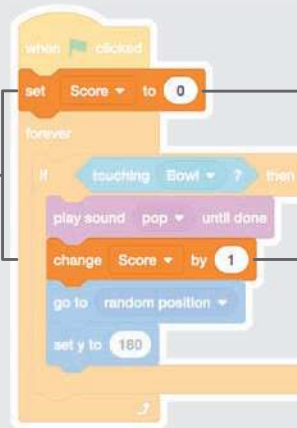 when clicked
set Score to 0
forever
if touching Bowl ? then
play sound pop until done
change Score by 1
go to random position
set y to 180